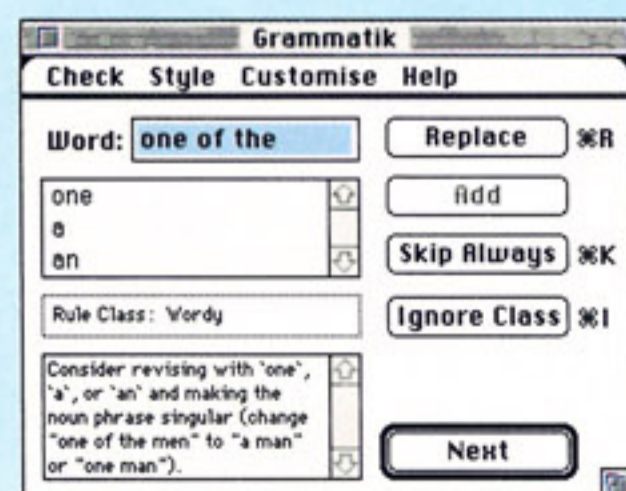 Grammatik
Check Style Customise Help
Word: one of the
Replace ⌘R
one
a
an
Add
Skip Always ⌘K
Rule Class: Wordy
Ignore Class ⌘I
Consider revising with `one`,
`a`, or `an` and making the
noun phrase singular (change
"one of the men" to "a man"
or "one man").
Next